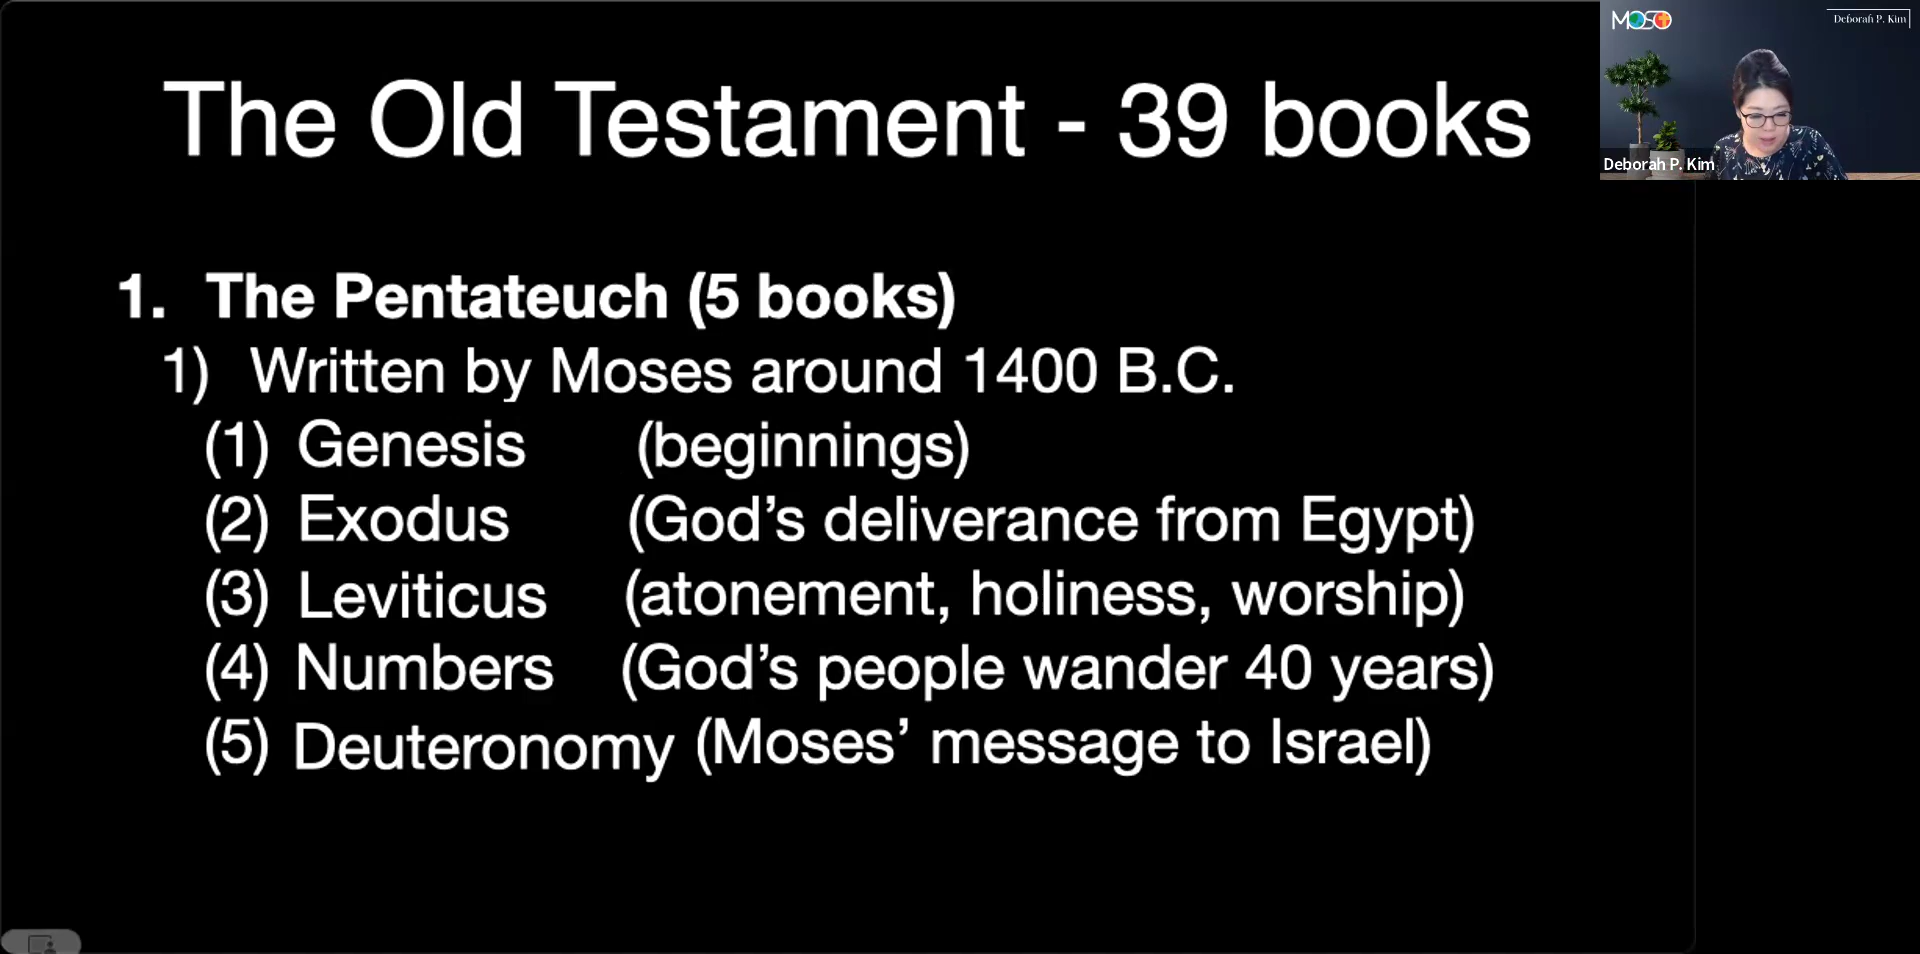 The Old Testament - 39 books
1. The Pentateuch (5 books)
1) Written by Moses around 1400 B.C.
(1) Genesis (beginnings)
(2) Exodus (God’s deliverance from Egypt)
(3) Leviticus (atonement, holiness, worship)
(4) Numbers (God’s people wander 40 years)
(5) Deuteronomy (Moses’ message to Israel)
MOSO
Deborah P. Kim
Deborah P. Kim